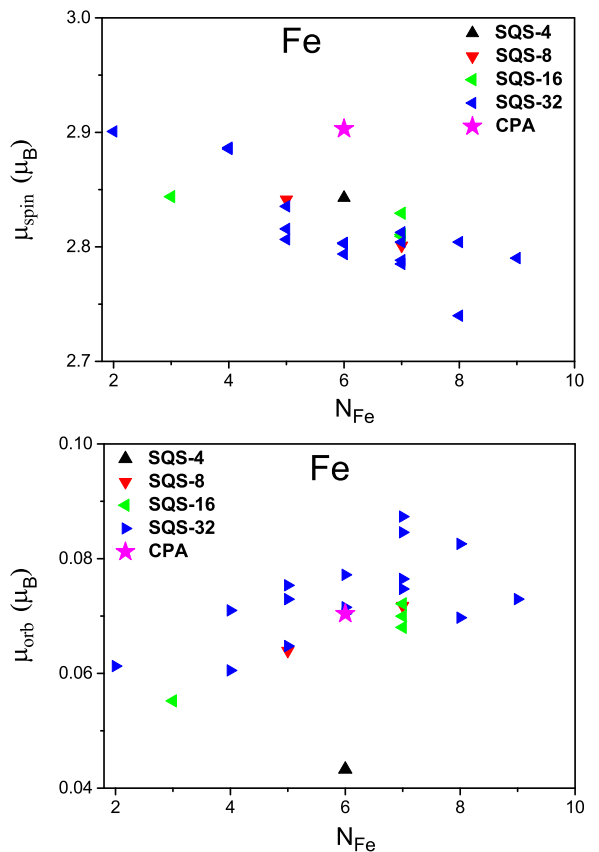 3.0
Fe
SQS-4
SQS-8
SQS-16
SQS-32
CPA
2.9
2.8
2.7
μspin (μB)
2
4
6
8
10
NFe
0.10
SQS-4
Fe
SQS-8
SQS-16
SQS-32
CPA
0.08
0.06
0.04
μorb (μB)
2
4
6
8
10
NFe